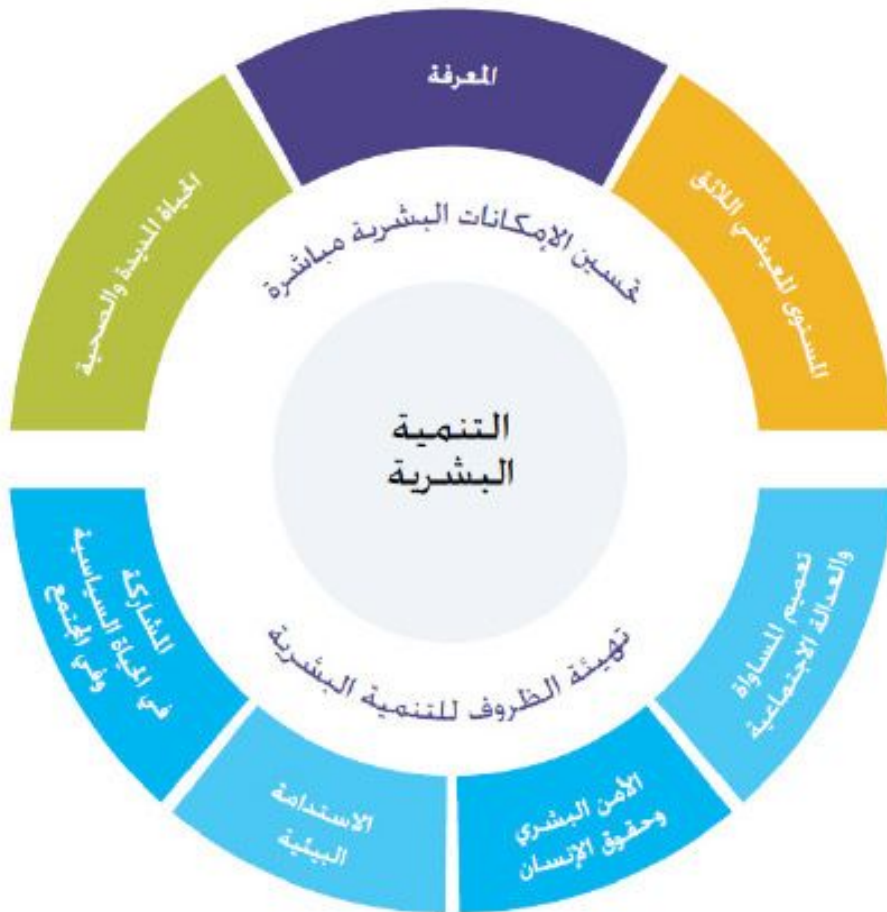 المعرفة
المستوى المعيشي اللائق
الحياة المديدة والصحية
تحسين الإمكانات البشرية مباشرة
التنمية
البشرية
تهيئة الظروف للتنمية البشرية
تعميم المساواة
والعدالة الاجتماعية
الأمن البشري
وحقوق الإنسان
الاستدامة
البيئية
المشاركة
في الحياة السياسية
وفي المجتمع